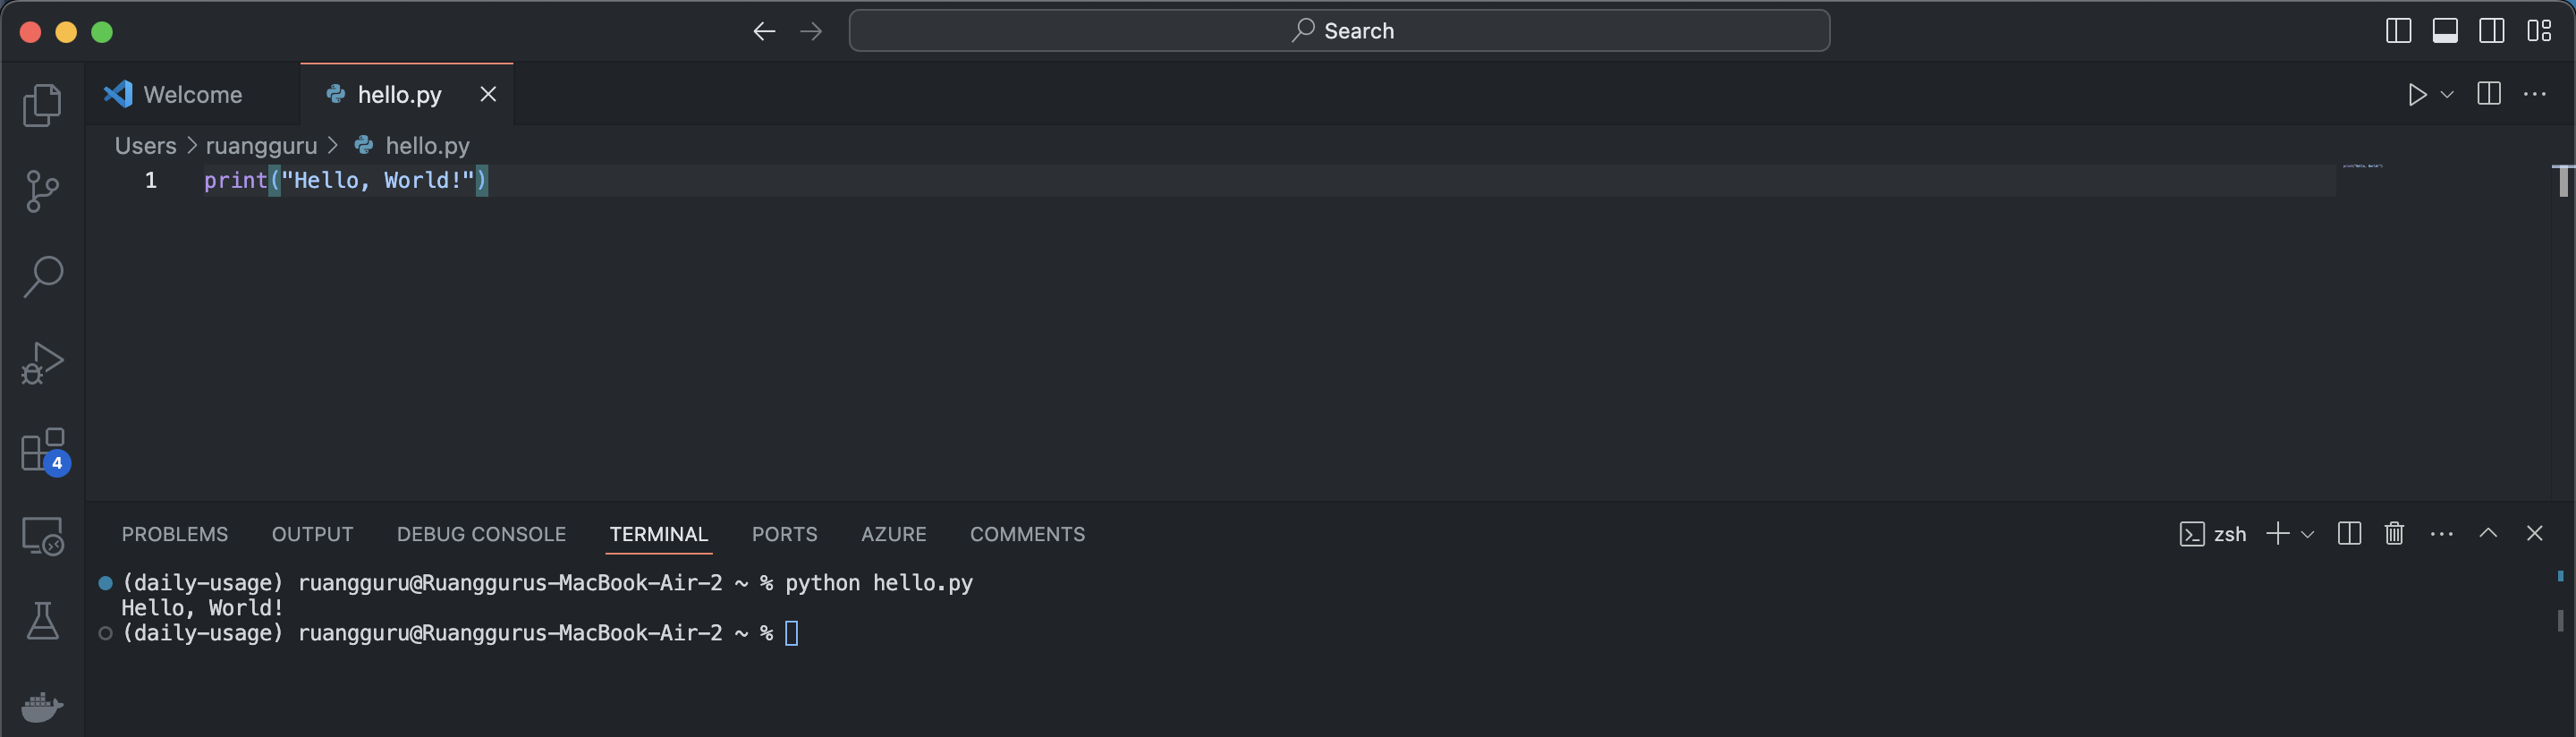 Search
Welcome
hello.py
Users > ruangguru > hello.py
1 print("Hello, World!")
4
PROBLEMS OUTPUT DEBUG CONSOLE TERMINAL PORTS AZURE COMMENTS
zsh
(daily-usage) ruangguru@Ruanggurus-MacBook-Air-2 ~ % python hello.py
Hello, World!
(daily-usage) ruangguru@Ruanggurus-MacBook-Air-2 ~ %